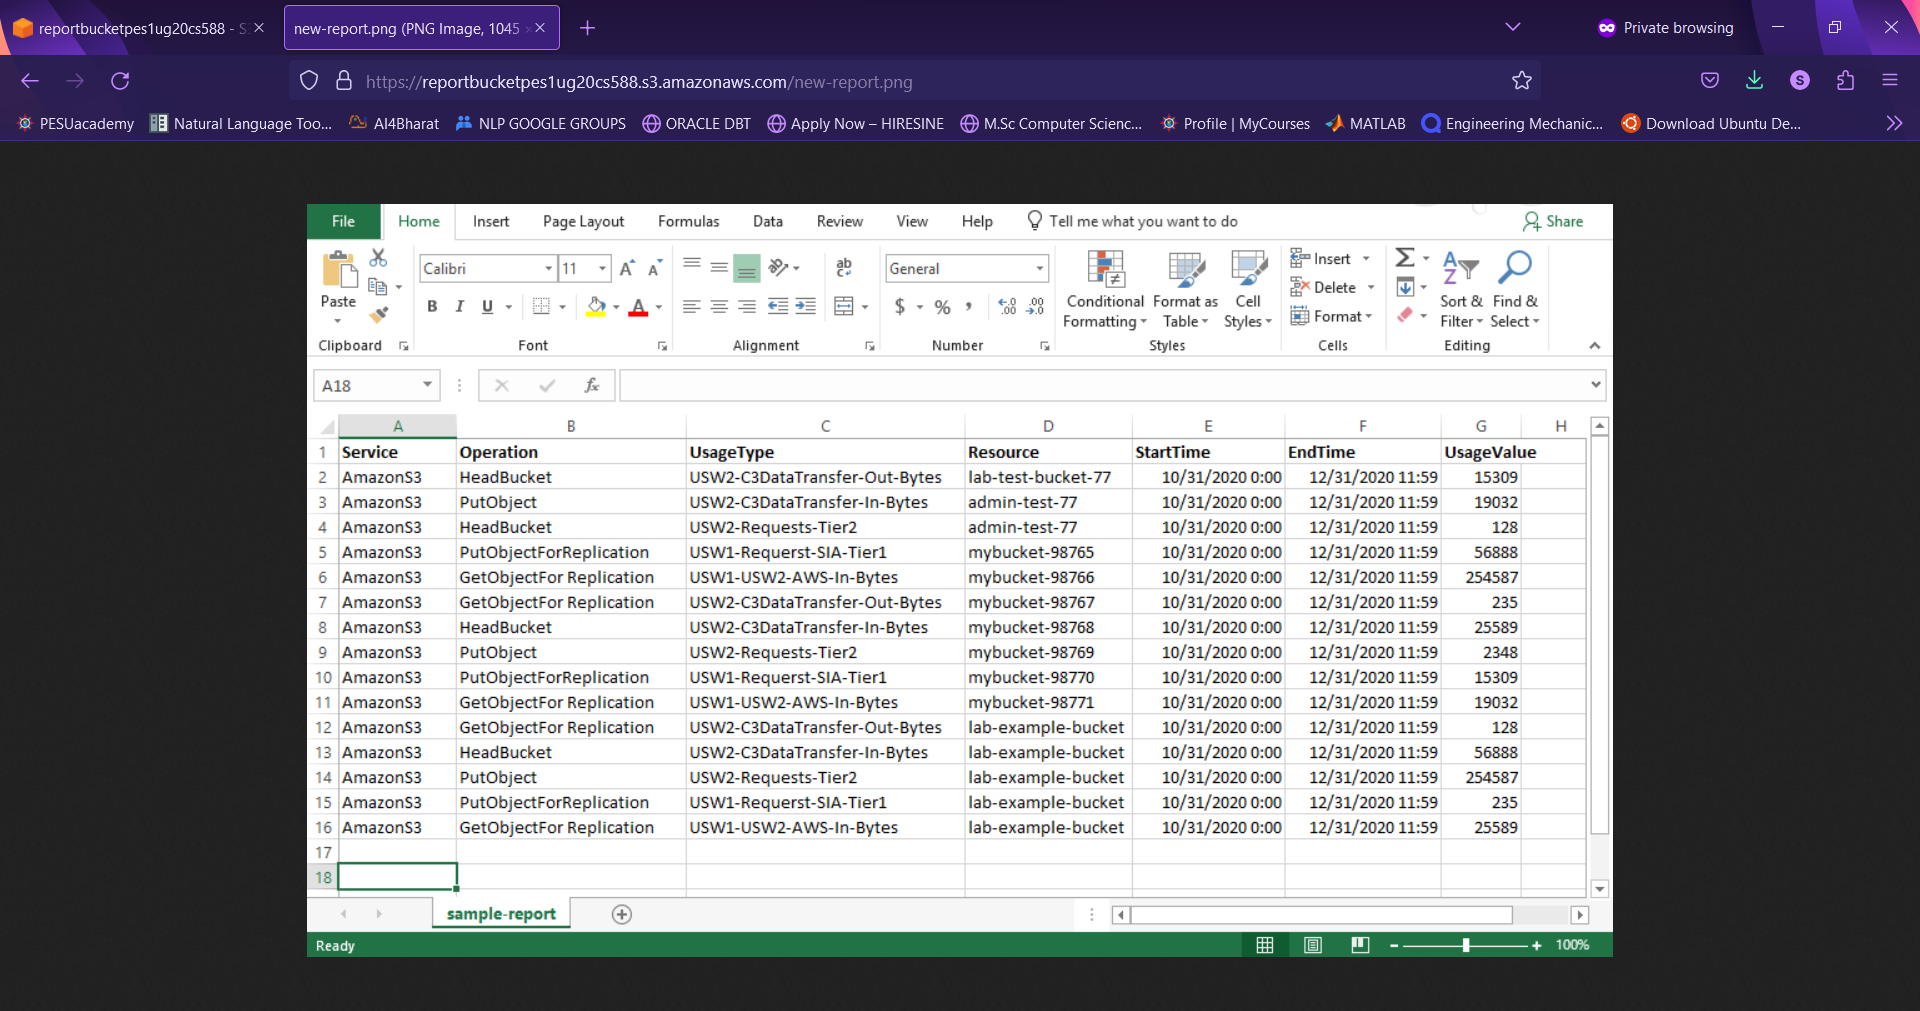 reportbucketpes1ug20cs588 - S
new-report.png (PNG Image, 1045
Private browsing
https://reportbucketpes1ug20cs588.s3.amazonaws.com/new-report.png
S
PESUacademy Natural Language Too... AI4Bharat NLP GOOGLE GROUPS ORACLE DBT Apply Now – HIRESINE M.Sc Computer Scienc... Profile | MyCourses MATLAB Engineering Mechanic... Download Ubuntu De...
File Home Insert Page Layout Formulas Data Review View Help Tell me what you want to do Share
Calibri 11 A A ab General Insert
Paste B I U A $ % , Conditional Formatting Format as Table Cell Styles Delete Sort & Filter Find & Select
Format
Clipboard Font Alignment Number Styles Cells Editing
A18 fx
A B C D E F G H
1 Service Operation UsageType Resource StartTime EndTime UsageValue
2 AmazonS3 HeadBucket USW2-C3DataTransfer-Out-Bytes lab-test-bucket-77 10/31/2020 0:00 12/31/2020 11:59 15309
3 AmazonS3 PutObject USW2-C3DataTransfer-In-Bytes admin-test-77 10/31/2020 0:00 12/31/2020 11:59 19032
4 AmazonS3 HeadBucket USW2-Requests-Tier2 admin-test-77 10/31/2020 0:00 12/31/2020 11:59 128
5 AmazonS3 PutObjectForReplication USW1-Requerst-SIA-Tier1 mybucket-98765 10/31/2020 0:00 12/31/2020 11:59 56888
6 AmazonS3 GetObjectFor Replication USW1-USW2-AWS-In-Bytes mybucket-98766 10/31/2020 0:00 12/31/2020 11:59 254587
7 AmazonS3 GetObjectFor Replication USW2-C3DataTransfer-Out-Bytes mybucket-98767 10/31/2020 0:00 12/31/2020 11:59 235
8 AmazonS3 HeadBucket USW2-C3DataTransfer-In-Bytes mybucket-98768 10/31/2020 0:00 12/31/2020 11:59 25589
9 AmazonS3 PutObject USW2-Requests-Tier2 mybucket-98769 10/31/2020 0:00 12/31/2020 11:59 2348
10 AmazonS3 PutObjectForReplication USW1-Requerst-SIA-Tier1 mybucket-98770 10/31/2020 0:00 12/31/2020 11:59 15309
11 AmazonS3 GetObjectFor Replication USW1-USW2-AWS-In-Bytes mybucket-98771 10/31/2020 0:00 12/31/2020 11:59 19032
12 AmazonS3 GetObjectFor Replication USW2-C3DataTransfer-Out-Bytes lab-example-bucket 10/31/2020 0:00 12/31/2020 11:59 128
13 AmazonS3 HeadBucket USW2-C3DataTransfer-In-Bytes lab-example-bucket 10/31/2020 0:00 12/31/2020 11:59 56888
14 AmazonS3 PutObject USW2-Requests-Tier2 lab-example-bucket 10/31/2020 0:00 12/31/2020 11:59 254587
15 AmazonS3 PutObjectForReplication USW1-Requerst-SIA-Tier1 lab-example-bucket 10/31/2020 0:00 12/31/2020 11:59 235
16 AmazonS3 GetObjectFor Replication USW1-USW2-AWS-In-Bytes lab-example-bucket 10/31/2020 0:00 12/31/2020 11:59 25589
17
18
sample-report
Ready 100%